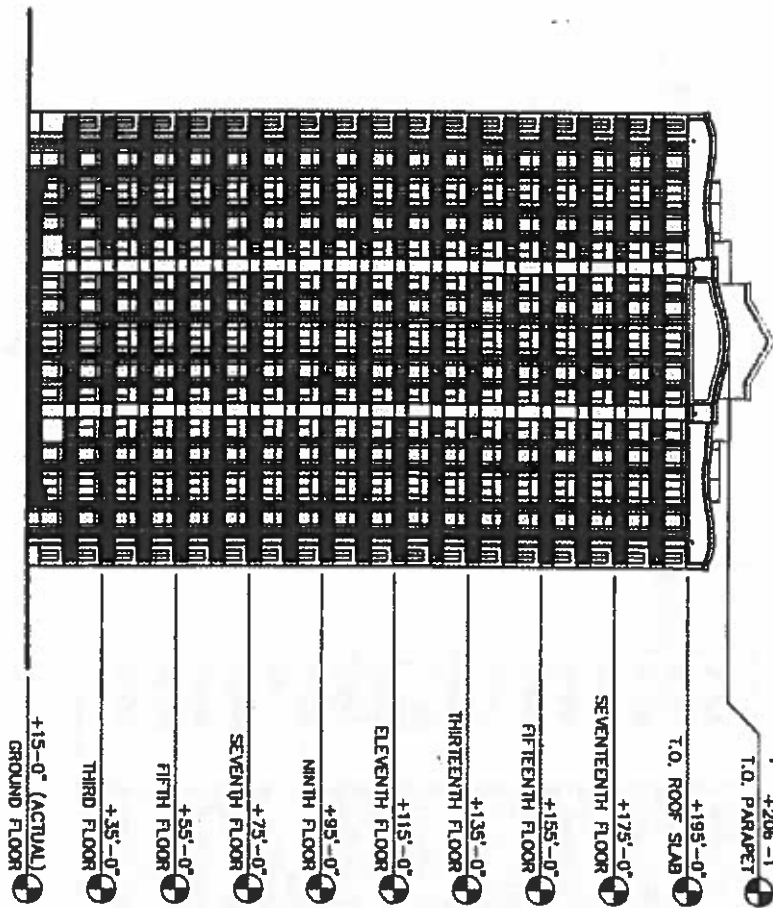 +206'-1
T.O. PARAPET
+195'-0"
T.O. ROOF SLAB
+175'-0"
SEVENTEENTH FLOOR
+155'-0"
FIFTEENTH FLOOR
+135'-0"
THIRTEENTH FLOOR
+115'-0"
ELEVENTH FLOOR
+95'-0"
NINTH FLOOR
+75'-0"
SEVENTH FLOOR
+55'-0"
FIFTH FLOOR
+35'-0"
THIRD FLOOR
+15-0" (ACTUAL)
GROUND FLOOR